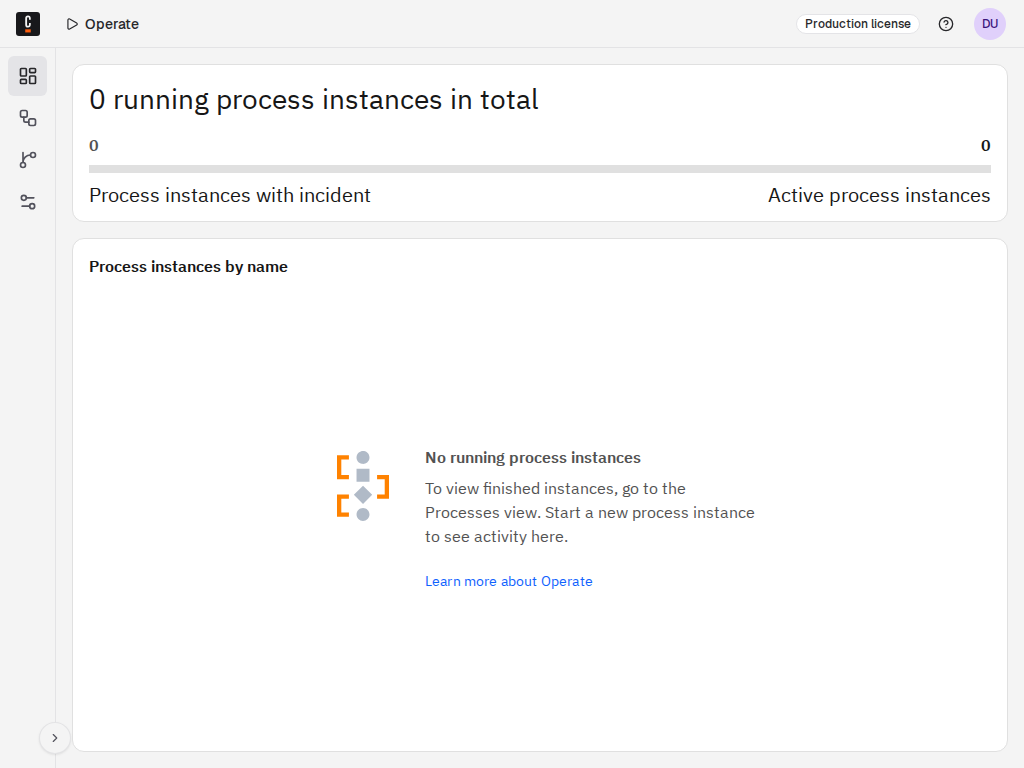 Operate
Production license
DU
0 running process instances in total
0
0
Process instances with incident
Active process instances
Process instances by name
No running process instances
To view finished instances, go to the
Processes view. Start a new process instance
to see activity here.
Learn more about Operate